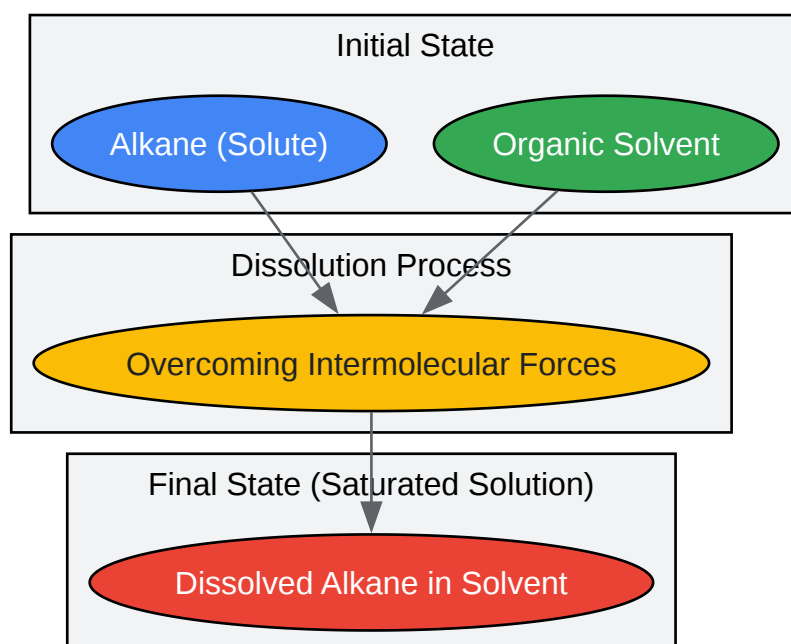 Initial State
Alkane (Solute)
Organic Solvent
Dissolution Process
Overcoming Intermolecular Forces
Final State (Saturated Solution)
Dissolved Alkane in Solvent